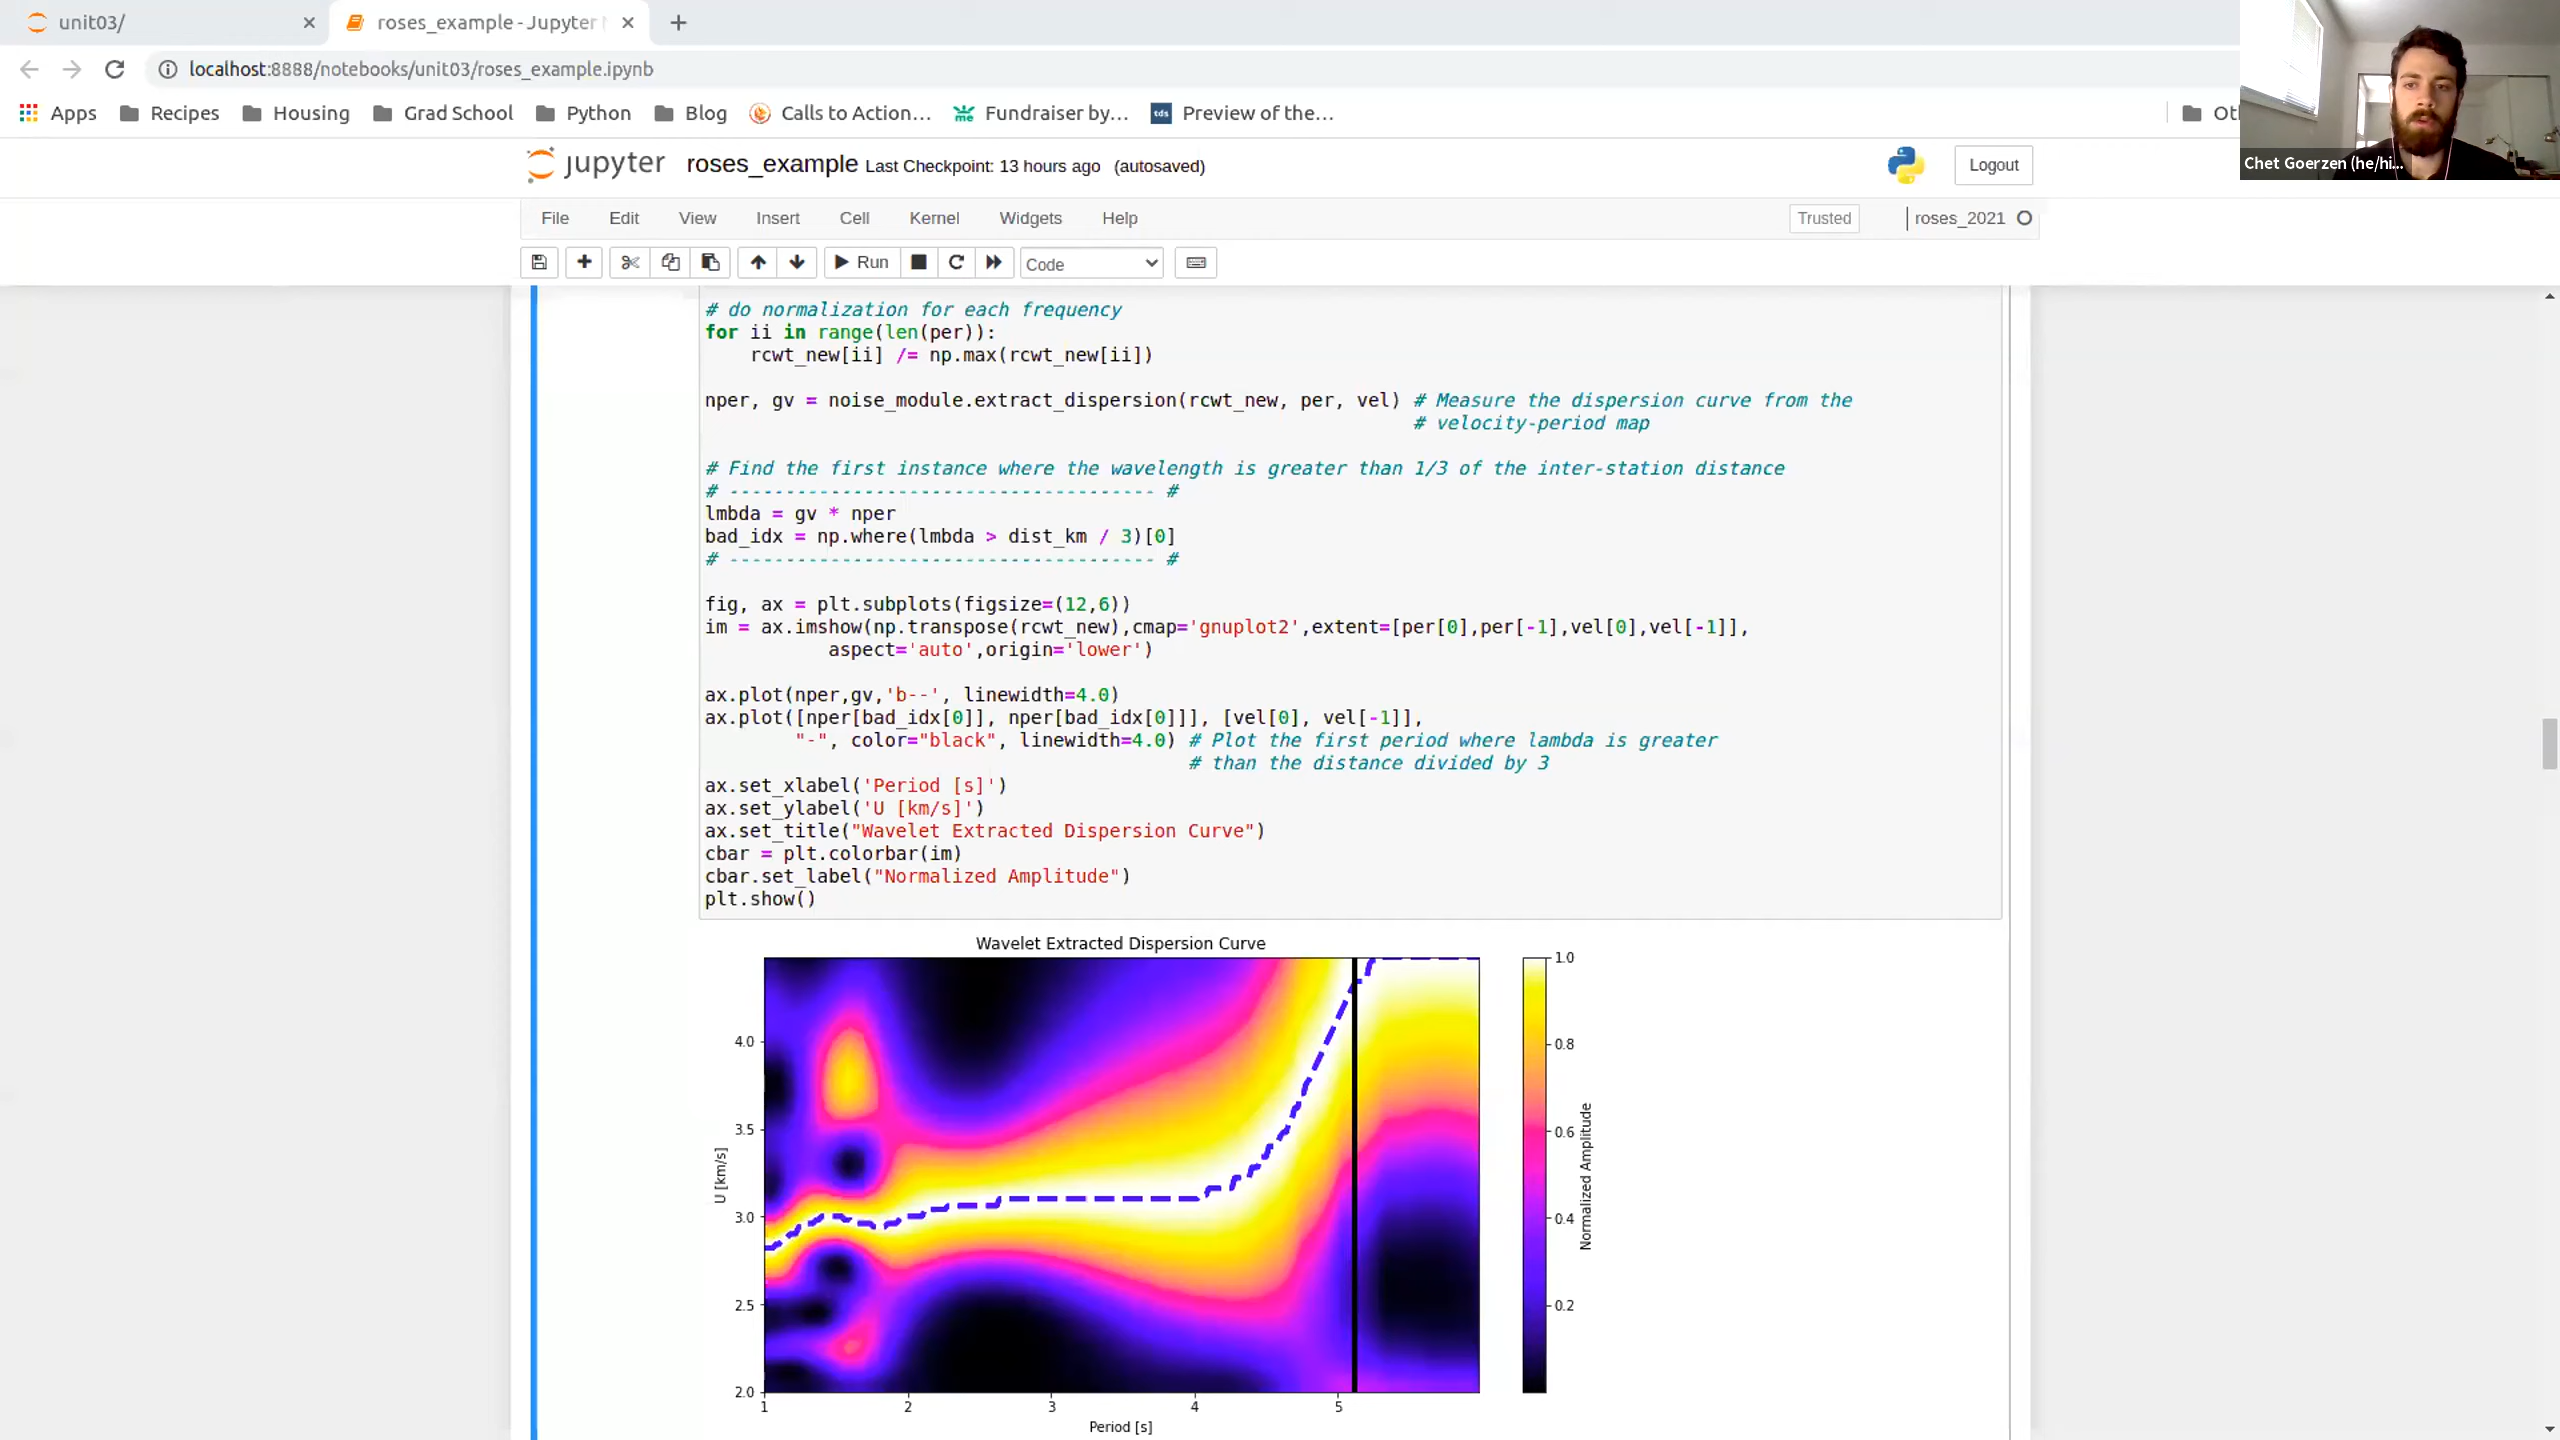 unit03/
roses_example - Jupyter
localhost:8888/notebooks/unit03/roses_example.ipynb
Apps Recipes Housing Grad School Python Blog Calls to Action… Fundraiser by… Preview of the…
Chet Goerzen (he/hi...
jupyter roses_example Last Checkpoint: 13 hours ago (autosaved)
Logout
File Edit View Insert Cell Kernel Widgets Help
Trusted
roses_2021
Run
Code
# do normalization for each frequency
for ii in range(len(per)):
    rcwt_new[ii] /= np.max(rcwt_new[ii])
nper, gv = noise_module.extract_dispersion(rcwt_new, per, vel) # Measure the dispersion curve from the
# velocity-period map
# Find the first instance where the wavelength is greater than 1/3 of the inter-station distance
# -------------------------------------- #
lmbda = gv * nper
bad_idx = np.where(lmbda > dist_km / 3)[0]
# -------------------------------------- #
fig, ax = plt.subplots(figsize=(12,6))
im = ax.imshow(np.transpose(rcwt_new),cmap='gnuplot2',extent=[per[0],per[-1],vel[0],vel[-1]],
           aspect='auto',origin='lower')
ax.plot(nper,gv,'b--', linewidth=4.0)
ax.plot([nper[bad_idx[0]], nper[bad_idx[0]]], [vel[0], vel[-1]],
        "-", color="black", linewidth=4.0) # Plot the first period where lambda is greater
# than the distance divided by 3
ax.set_xlabel('Period [s]')
ax.set_ylabel('U [km/s]')
ax.set_title("Wavelet Extracted Dispersion Curve")
cbar = plt.colorbar(im)
cbar.set_label("Normalized Amplitude")
plt.show()
Wavelet Extracted Dispersion Curve
4.0
3.5
3.0
2.5
2.0
U [km/s]
1 2 3 4 5
Period [s]
1.0
0.8
0.6
0.4
0.2
Normalized Amplitude